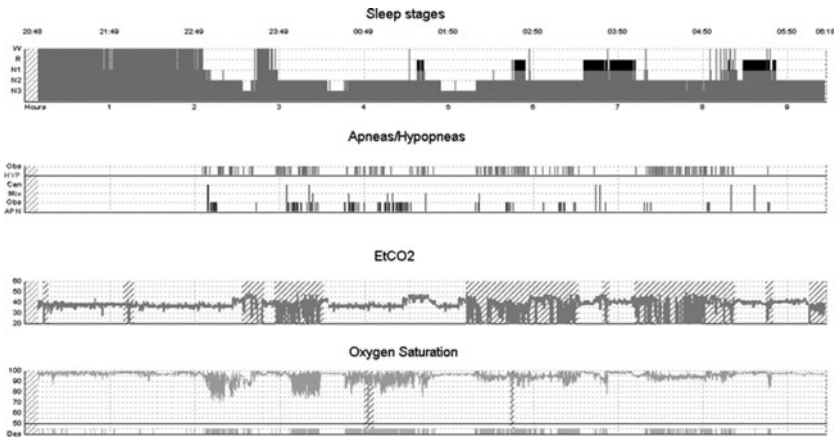 Sleep stages
20:48 21:49 22:49 23:49 00:49 01:50 02:50 03:50 04:50 05:50 06:18
W
R
N1
N2
N3
Hours 1 2 3 4 5 6 7 8 9
Apneas/Hypopneas
Obs
HYP
Cen
Mix
Obs
APN
EtCO2
60
50
40
30
20
Oxygen Saturation
100
90
80
70
60
50
Des